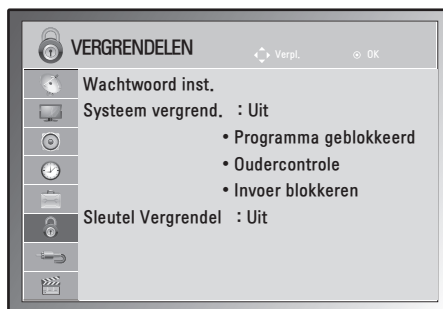 VERGRENDELEN
Verpl. OK
Wachtwoord inst.
Systeem vergrend. : Uit
• Programma geblokkeerd
• Oudercontrole
• Invoer blokkeren
Sleutel Vergrendel : Uit